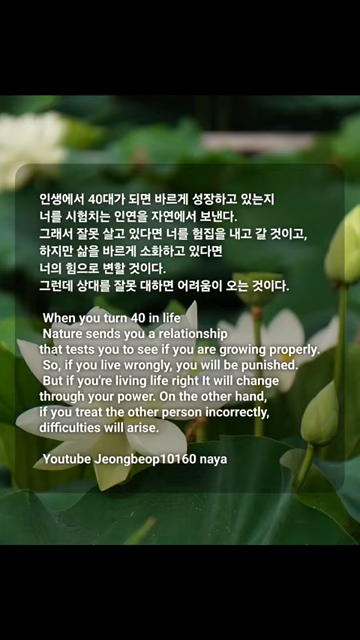 인생에서 40대가 되면 바르게 성장하고 있는지
너를 시험치는 인연을 자연에서 보낸다.
그래서 잘못 살고 있다면 너를 험집을 내고 갈 것이고,
하지만 삶을 바르게 소화하고 있다면
너의 힘으로 변할 것이다.
그런데 상대를 잘못 대하면 어려움이 오는 것이다.
When you turn 40 in life
Nature sends you a relationship
that tests you to see if you are growing properly.
So, if you live wrongly, you will be punished.
But if you're living life right It will change
through your power. On the other hand,
if you treat the other person incorrectly,
difficulties will arise.
Youtube Jeongbeop10160 naya